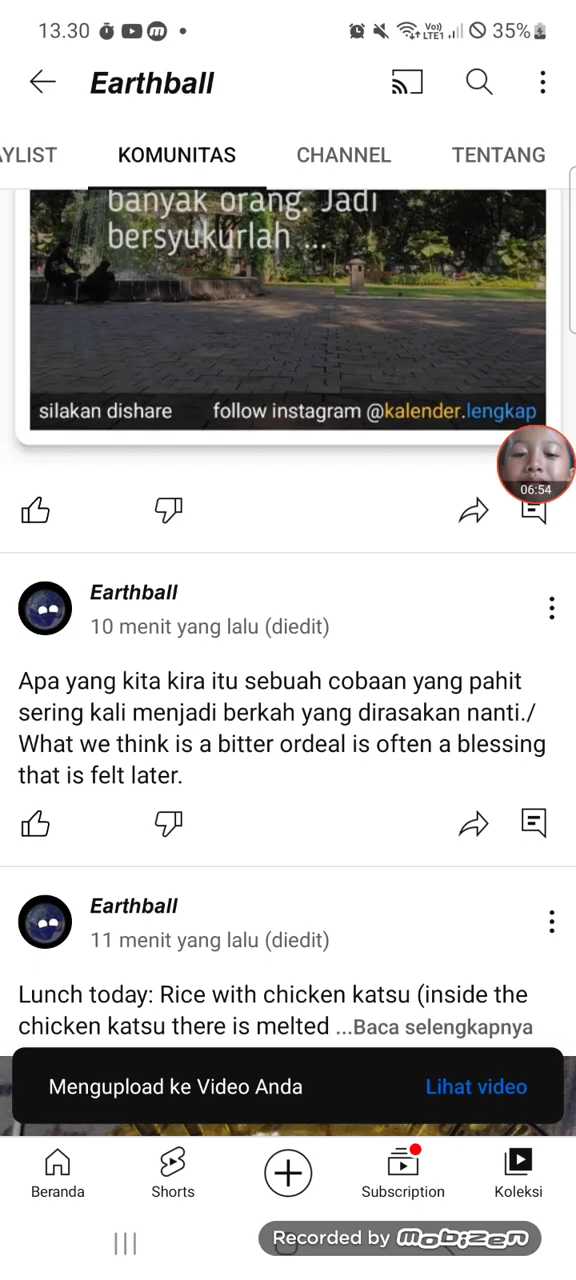 13.30
Vo))
LTE1
35%
Earthball
AYLIST
KOMUNITAS
CHANNEL
TENTANG
banyak orang. Jadi
bersyukurlah ...
silakan dishare
follow instagram @kalender.lengkap
06:54
Earthball
10 menit yang lalu (diedit)
Apa yang kita kira itu sebuah cobaan yang pahit
sering kali menjadi berkah yang dirasakan nanti./
What we think is a bitter ordeal is often a blessing
that is felt later.
Earthball
11 menit yang lalu (diedit)
Lunch today: Rice with chicken katsu (inside the
chicken katsu there is melted ...Baca selengkapnya
Mengupload ke Video Anda
Lihat video
Beranda
Shorts
Subscription
Koleksi
Recorded by mobizen